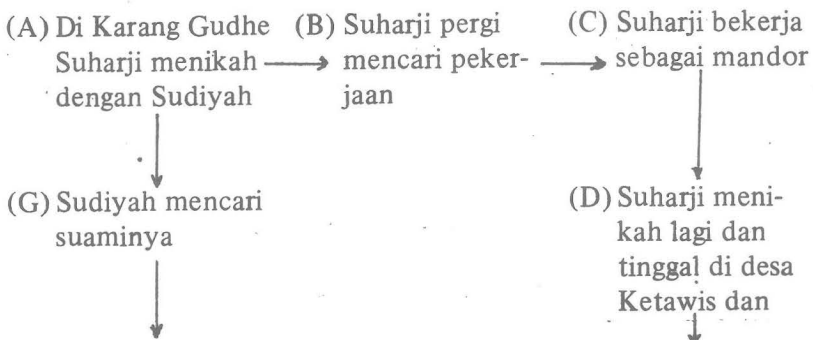 (A) Di Karang Gudhe
Suharji menikah
dengan Sudiyah
(B) Suharji pergi
mencari peker-
jaan
(C) Suharji bekerja
sebagai mandor
(G) Sudiyah mencari
suaminya
(D) Suharji meni-
kah lagi dan
tinggal di desa
Ketawis dan